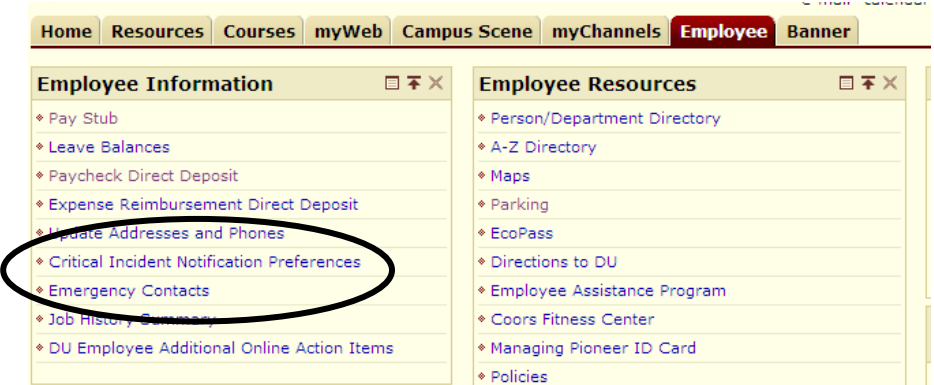 Home Resources Courses myWeb Campus Scene myChannels Employee Banner
Employee Information
Pay Stub
Leave Balances
Paycheck Direct Deposit
Expense Reimbursement Direct Deposit
Update Addresses and Phones
Critical Incident Notification Preferences
Emergency Contacts
Job History Summary
DU Employee Additional Online Action Items
Employee Resources
Person/Department Directory
A-Z Directory
Maps
Parking
EcoPass
Directions to DU
Employee Assistance Program
Coors Fitness Center
Managing Pioneer ID Card
Policies